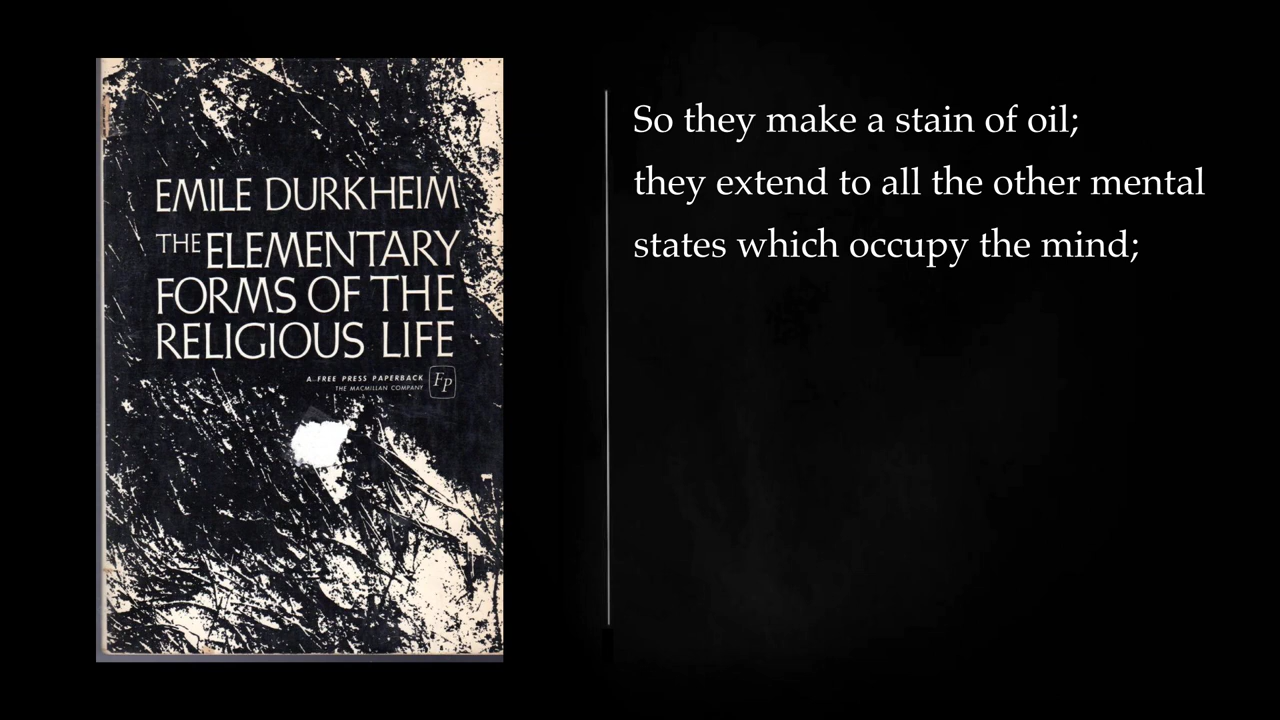 EMILE DURKHEIM
THE ELEMENTARY
FORMS OF THE
RELIGIOUS LIFE
A FREE PRESS PAPERBACK
THE MACMILLAN COMPANY
FP
So they make a stain of oil;
they extend to all the other mental
states which occupy the mind;